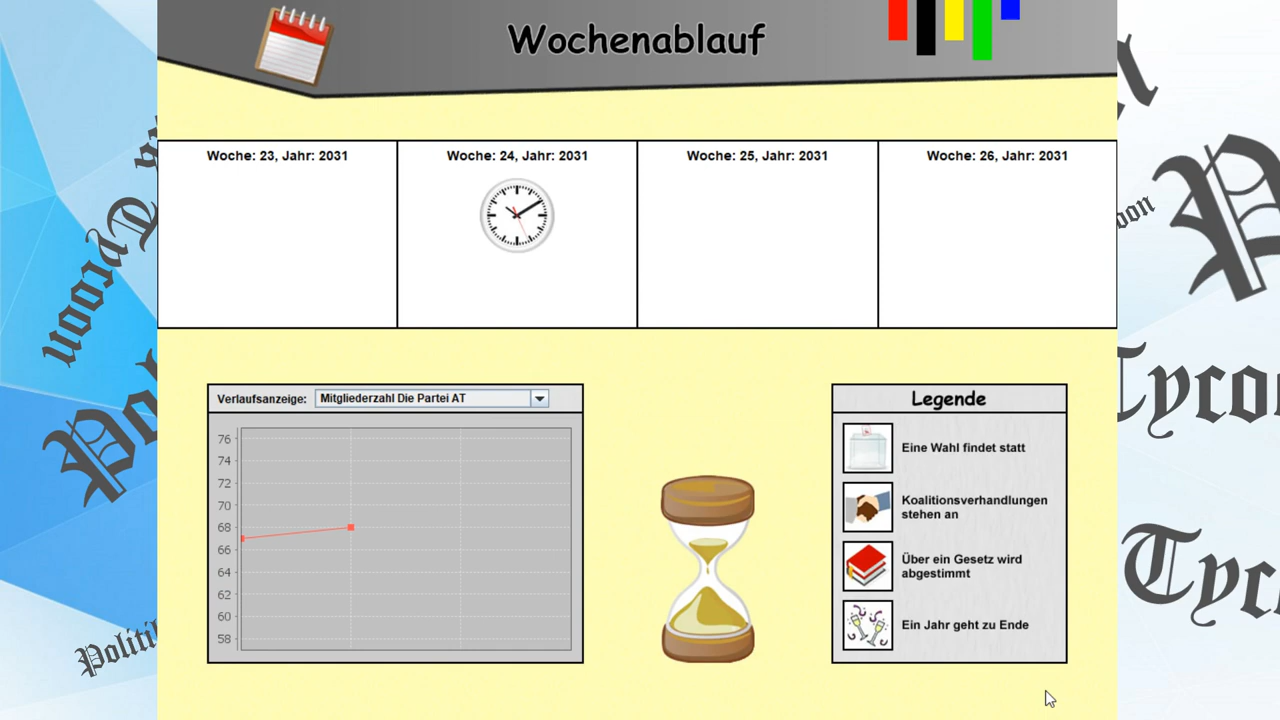 Wochenablauf
Woche: 23, Jahr: 2031
Woche: 24, Jahr: 2031
Woche: 25, Jahr: 2031
Woche: 26, Jahr: 2031
Verlaufsanzeige:
Mitgliederzahl Die Partei AT
76
74
72
70
68
66
64
62
60
58
Legende
Eine Wahl findet statt
Koalitionsverhandlungen
stehen an
Über ein Gesetz wird
abgestimmt
Ein Jahr geht zu Ende